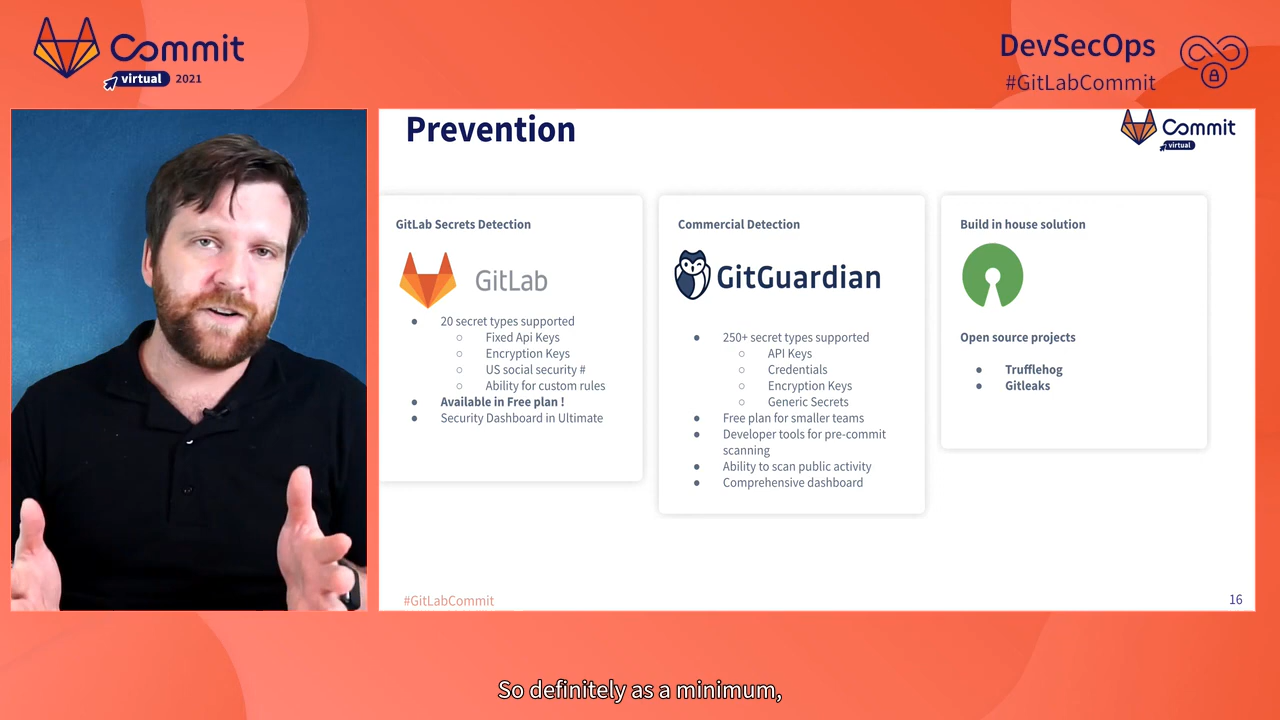 Commit
virtual 2021
DevSecOps
#GitLabCommit
Prevention
Commit
virtual
GitLab Secrets Detection
GitLab
● 20 secret types supported
○ Fixed Api Keys
○ Encryption Keys
○ US social security #
○ Ability for custom rules
● Available in Free plan !
● Security Dashboard in Ultimate
Commercial Detection
GitGuardian
● 250+ secret types supported
○ API Keys
○ Credentials
○ Encryption Keys
○ Generic Secrets
● Free plan for smaller teams
● Developer tools for pre-commit
scanning
● Ability to scan public activity
● Comprehensive dashboard
Build in house solution
Open source projects
● Trufflehog
● Gitleaks
#GitLabCommit
16
So definitely as a minimum,